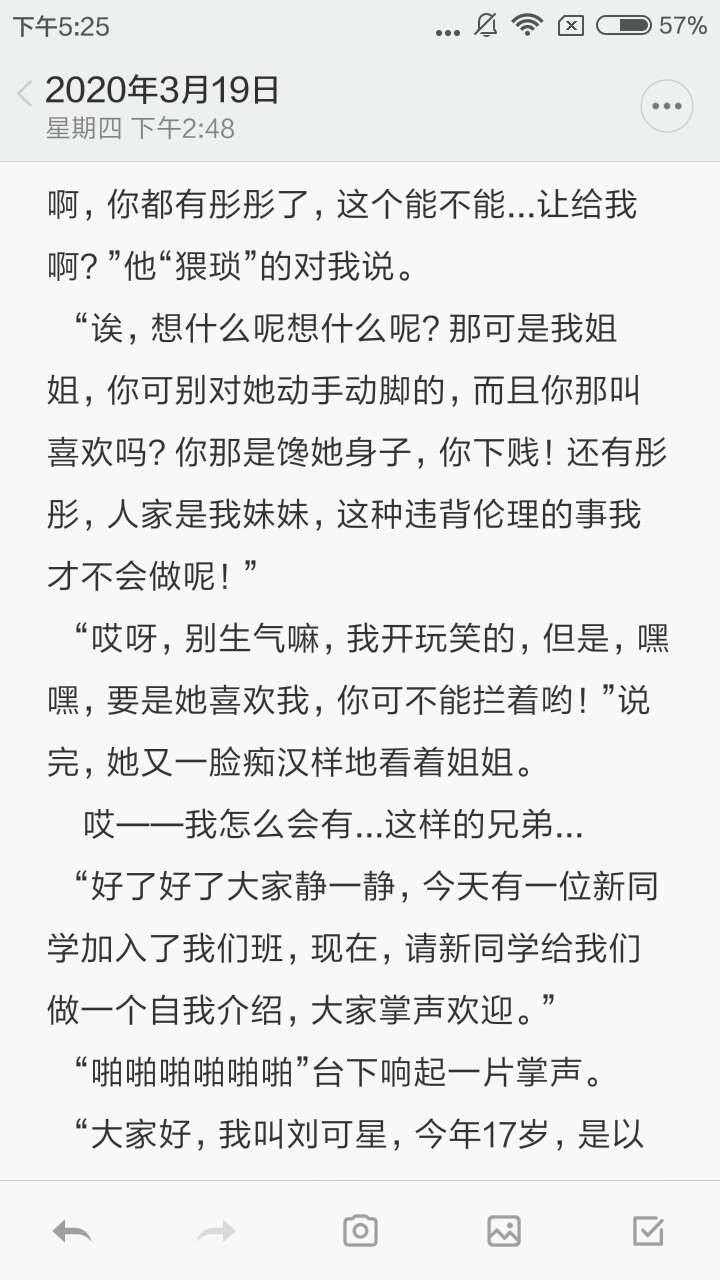 下午5:25
57%
2020年3月19日
星期四 下午2:48
啊，你都有彤彤了，这个能不能...让给我
啊？”他“猥琐”的对我说。
“诶，想什么呢想什么呢？那可是我姐
姐，你可别对她动手动脚的，而且你那叫
喜欢吗？你那是馋她身子，你下贱！还有彤
彤，人家是我妹妹，这种违背伦理的事我
才不会做呢！”
“哎呀，别生气嘛，我开玩笑的，但是，嘿
嘿，要是她喜欢我，你可不能拦着哟！”说
完，她又一脸痴汉样地看着姐姐。
哎——我怎么会有...这样的兄弟...
“好了好了大家静一静，今天有一位新同
学加入了我们班，现在，请新同学给我们
做一个自我介绍，大家掌声欢迎。”
“啪啪啪啪啪啪”台下响起一片掌声。
“大家好，我叫刘可星，今年17岁，是以